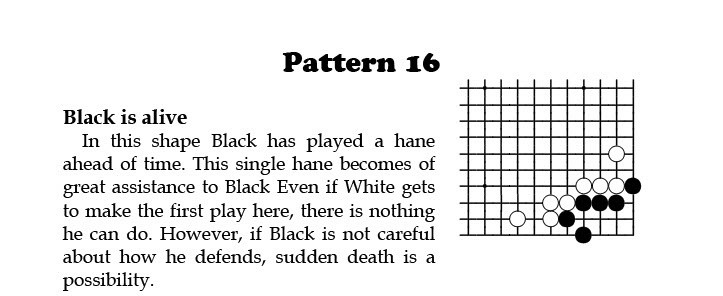 Pattern 16
Black is alive
In this shape Black has played a hane
ahead of time. This single hane becomes of
great assistance to Black Even if White gets
to make the first play here, there is nothing
he can do. However, if Black is not careful
about how he defends, sudden death is a
possibility.